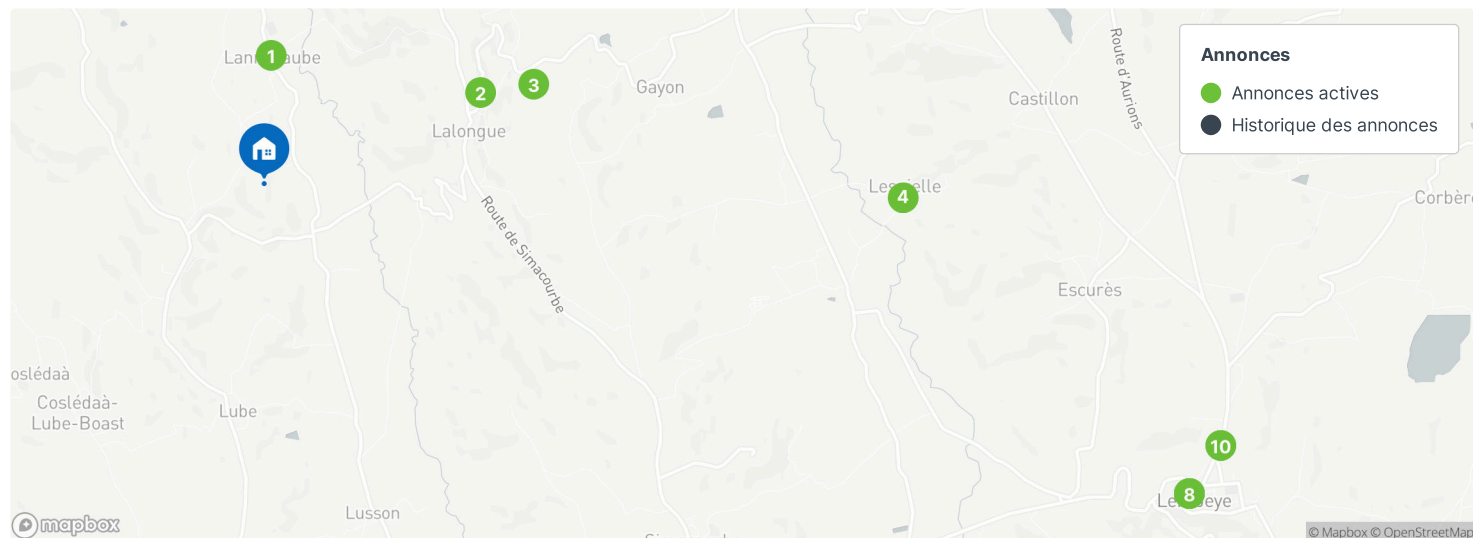 Annonces
Annonces actives
Historique des annonces
1
2
3
Gayon
Lalongue
Castillon
Route d'Aurions
4
Corbère
Route de Simacourbe
Escurès
oslédaà
Coslédaà-
Lube-Boast
Lube
10
8
Lusson
mapbox
© Mapbox © OpenStreetMap